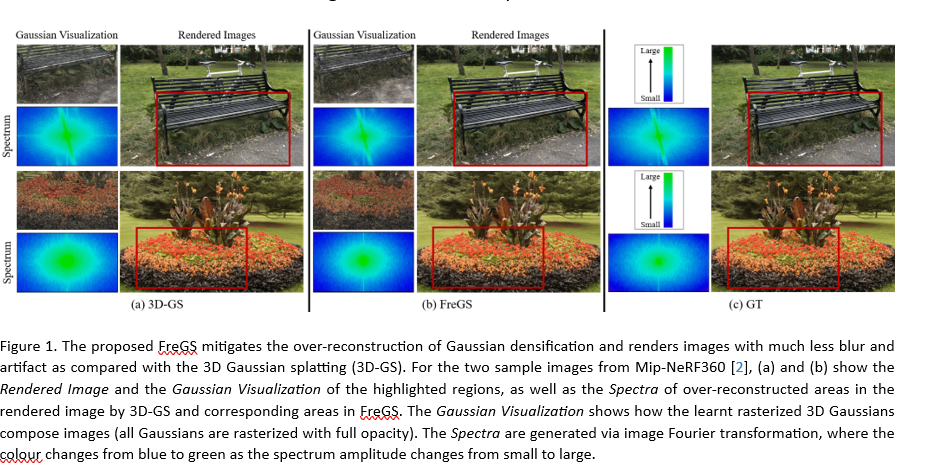 Gaussian Visualization Rendered Images Gaussian Visualization Rendered Images
Large
Small
Spectrum
Large
Small
Spectrum
(a) 3D-GS (b) FreGS (c) GT
Figure 1. The proposed FreGS mitigates the over-reconstruction of Gaussian densification and renders images with much less blur and
artifact as compared with the 3D Gaussian splatting (3D-GS). For the two sample images from Mip-NeRF360 [2], (a) and (b) show the
Rendered Image and the Gaussian Visualization of the highlighted regions, as well as the Spectra of over-reconstructed areas in the
rendered image by 3D-GS and corresponding areas in FreGS. The Gaussian Visualization shows how the learnt rasterized 3D Gaussians
compose images (all Gaussians are rasterized with full opacity). The Spectra are generated via image Fourier transformation, where the
colour changes from blue to green as the spectrum amplitude changes from small to large.